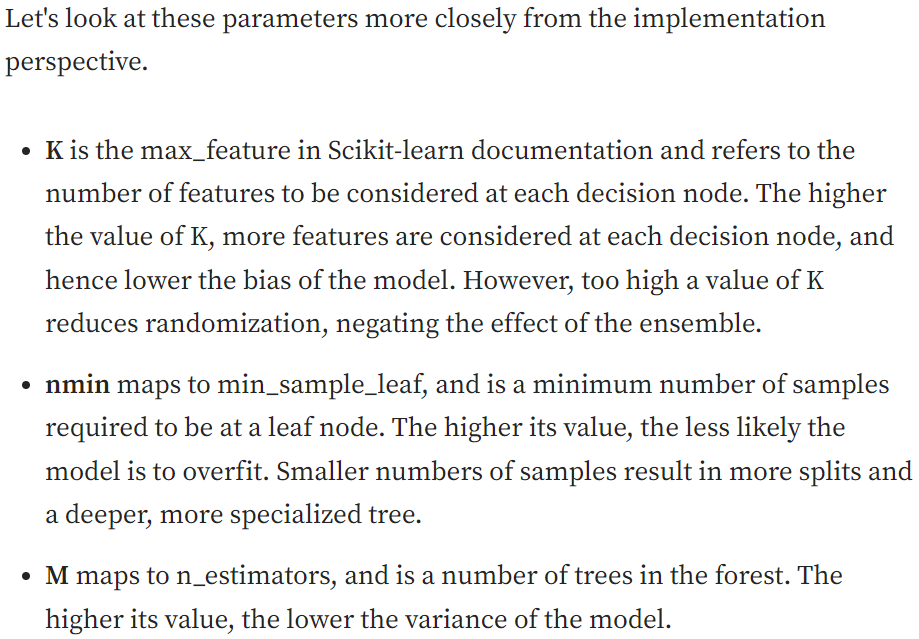 Let's look at these parameters more closely from the implementation
perspective.
• K is the max_feature in Scikit-learn documentation and refers to the
number of features to be considered at each decision node. The higher
the value of K, more features are considered at each decision node, and
hence lower the bias of the model. However, too high a value of K
reduces randomization, negating the effect of the ensemble.
• nmin maps to min_sample_leaf, and is a minimum number of samples
required to be at a leaf node. The higher its value, the less likely the
model is to overfit. Smaller numbers of samples result in more splits and
a deeper, more specialized tree.
• M maps to n_estimators, and is a number of trees in the forest. The
higher its value, the lower the variance of the model.